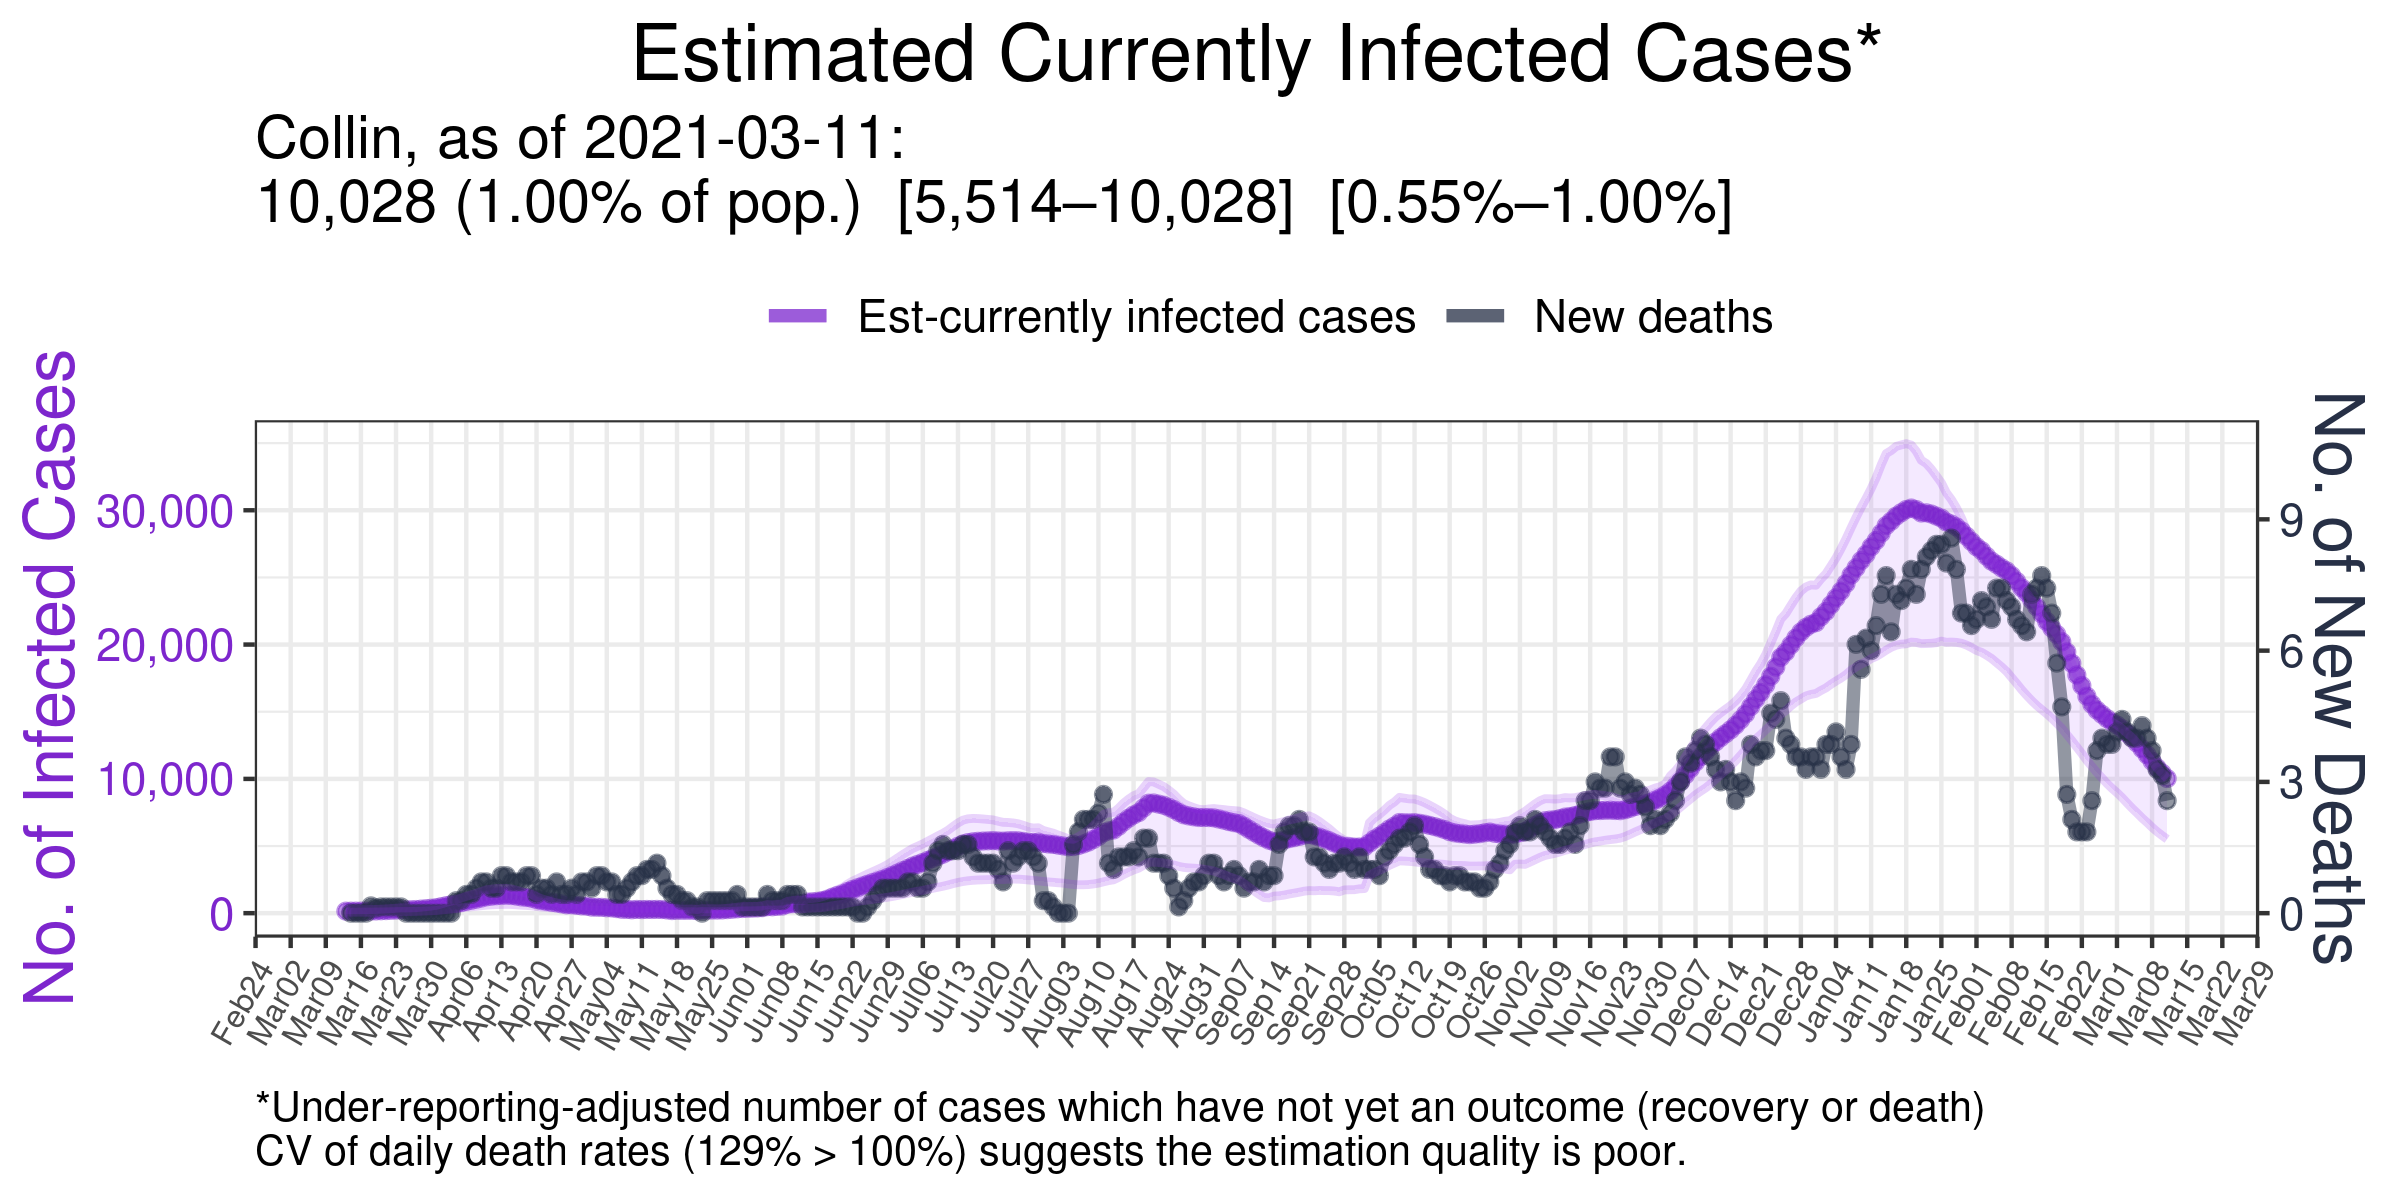 Estimated Currently Infected Cases*
Collin, as of 2021-03-11:
10,028 (1.00% of pop.)  [5,514–10,028]  [0.55%–1.00%]
Est-currently infected cases
New deaths
No. of Infected Cases
30,000
20,000
10,000
0
No. of New Deaths
9
6
3
0
Feb24
Mar02
Mar09
Mar16
Mar23
Mar30
Apr06
Apr13
Apr20
Apr27
May04
May11
May18
May25
Jun01
Jun08
Jun15
Jun22
Jun29
Jul06
Jul13
Jul20
Jul27
Aug03
Aug10
Aug17
Aug24
Aug31
Sep07
Sep14
Sep21
Sep28
Oct05
Oct12
Oct19
Oct26
Nov02
Nov09
Nov16
Nov23
Nov30
Dec07
Dec14
Dec21
Dec28
Jan04
Jan11
Jan18
Jan25
Feb01
Feb08
Feb15
Feb22
Mar01
Mar08
Mar15
Mar22
Mar29
*Under-reporting-adjusted number of cases which have not yet an outcome (recovery or death)
CV of daily death rates (129% > 100%) suggests the estimation quality is poor.